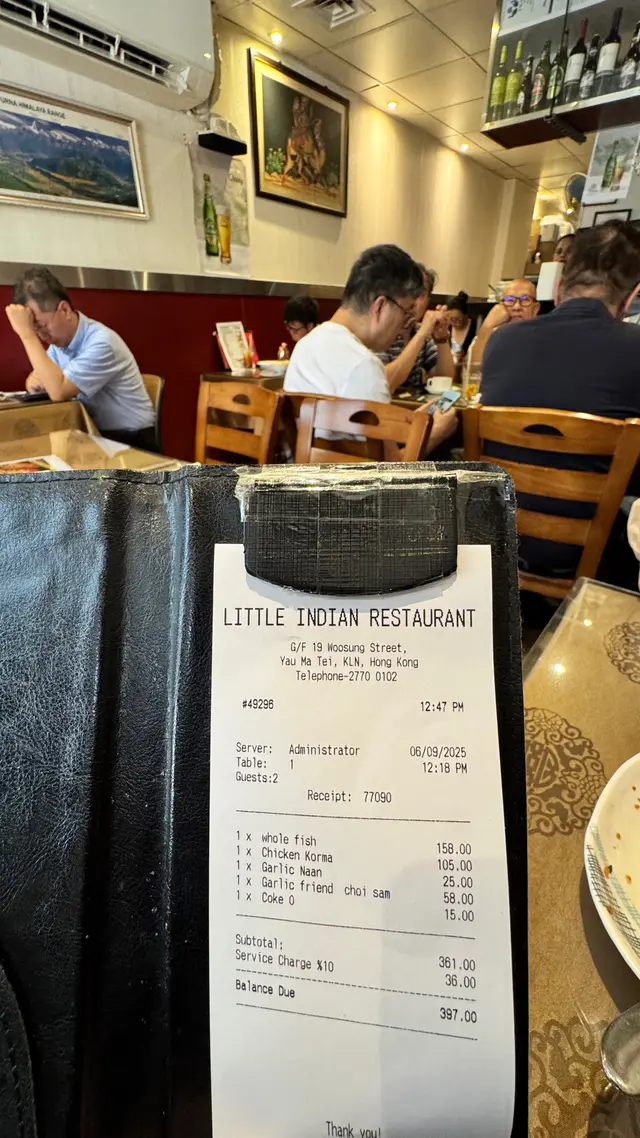 RNA HIMALAYA RANGE
LITTLE INDIAN RESTAURANT
G/F 19 Woosung Street,
Yau Ma Tei, KLN, Hong Kong
Telephone-2770 0102
#49296 12:47 PM
Server: Administrator 06/09/2025
Table: 1 12:18 PM
Guests:2
Receipt: 77090
1 x whole fish 158.00
1 x Chicken Korma 105.00
1 x Garlic Naan 25.00
1 x Garlic friend choi sam 58.00
1 x Coke 0 15.00
Subtotal: 361.00
Service Charge %10 36.00
Balance Due 397.00
Thank you!